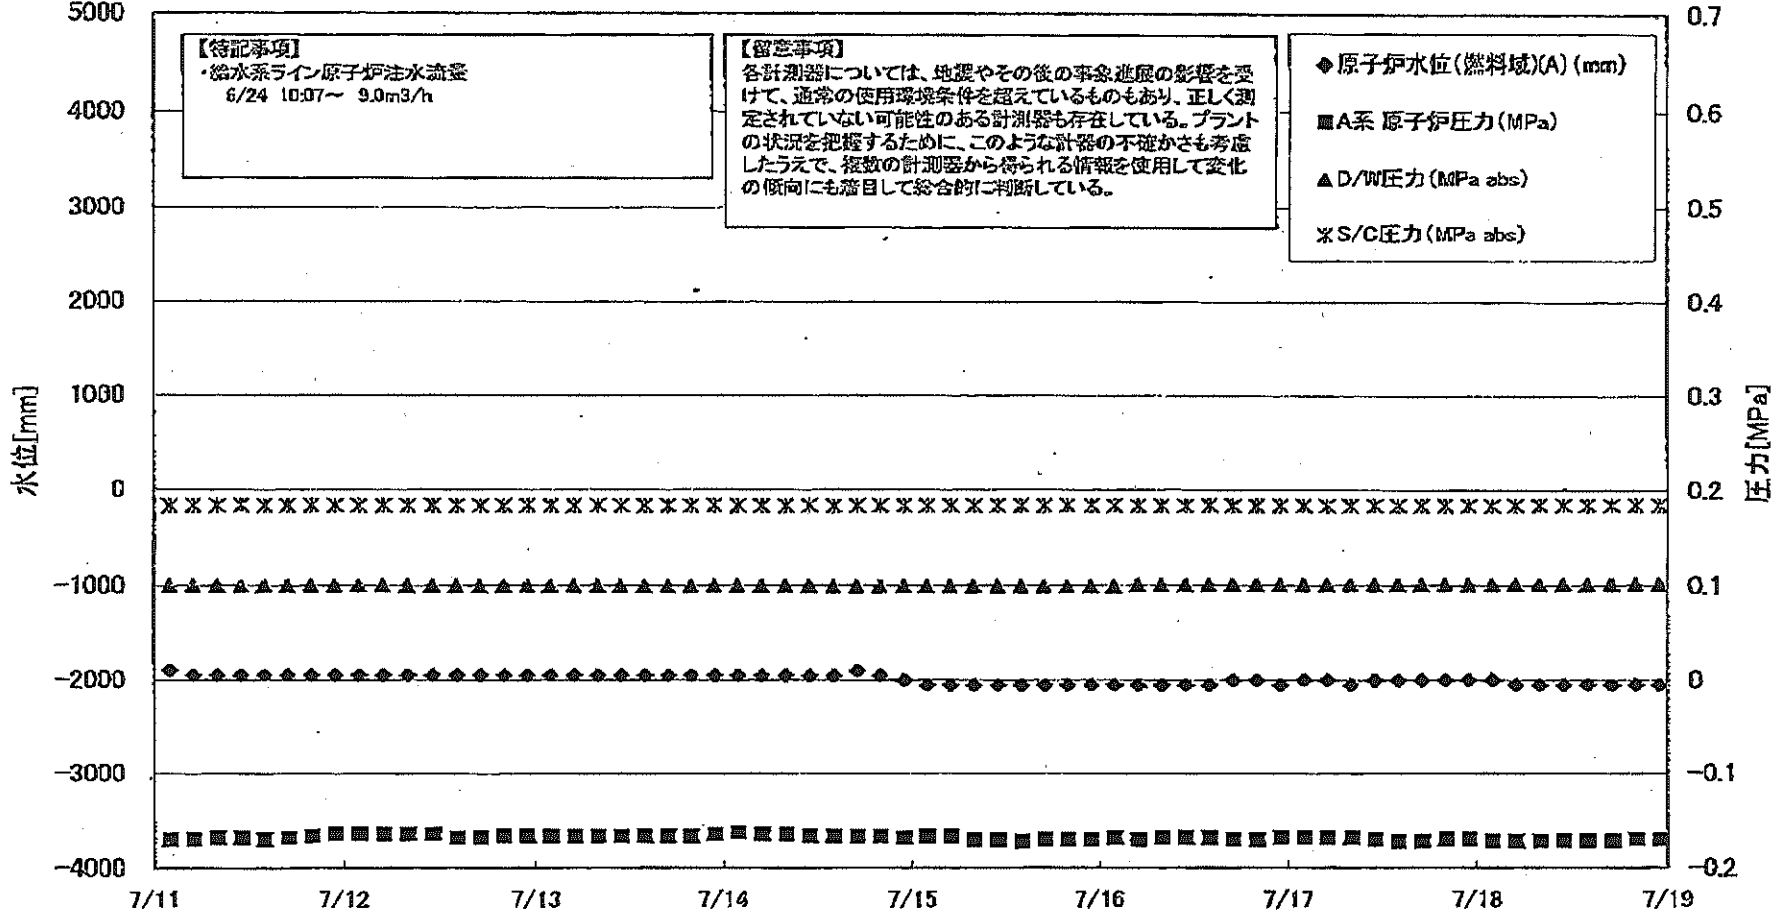 【特記事項】
・給水系ライン原子炉注水流量
6/24 10:07～ 9.0m3/h
【留意事項】
各計測器については、地震やその後の事象進展の影響を受
けて、通常の使用環境条件を超えているものもあり、正しく測
定されていない可能性のある計測器も存在している。プラント
の状況を把握するために、このような計器の不確かさも考慮
したうえで、複数の計測器から得られる情報を使用して変化
の傾向にも着目して総合的に判断している。
◆原子炉水位(燃料域)(A)(mm)
■A系 原子炉圧力(MPa)
▲D/W圧力(MPa abs)
S/C圧力(MPa abs)
水位[mm]
5000
4000
3000
2000
1000
0
-1000
-2000
-3000
-4000
圧力[MPa]
0.7
0.6
0.5
0.4
0.3
0.2
0.1
0
-0.1
-0.2
7/11
7/12
7/13
7/14
7/15
7/16
7/17
7/18
7/19